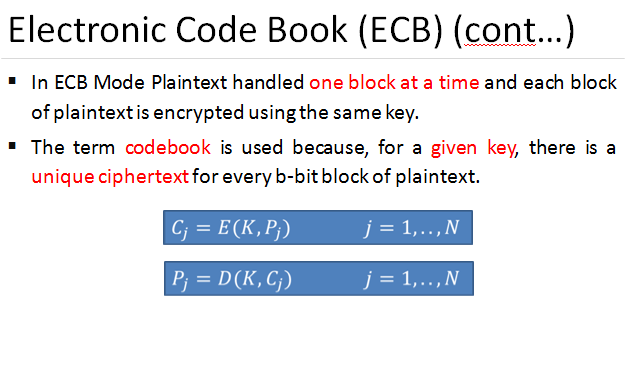 Electronic Code Book (ECB) (cont…)
▪ In ECB Mode Plaintext handled one block at a time and each block
of plaintext is encrypted using the same key.
▪ The term codebook is used because, for a given key, there is a
unique ciphertext for every b-bit block of plaintext.
Cⱼ = E(K, Pⱼ) j = 1,..,N
Pⱼ = D(K, Cⱼ) j = 1,..,N